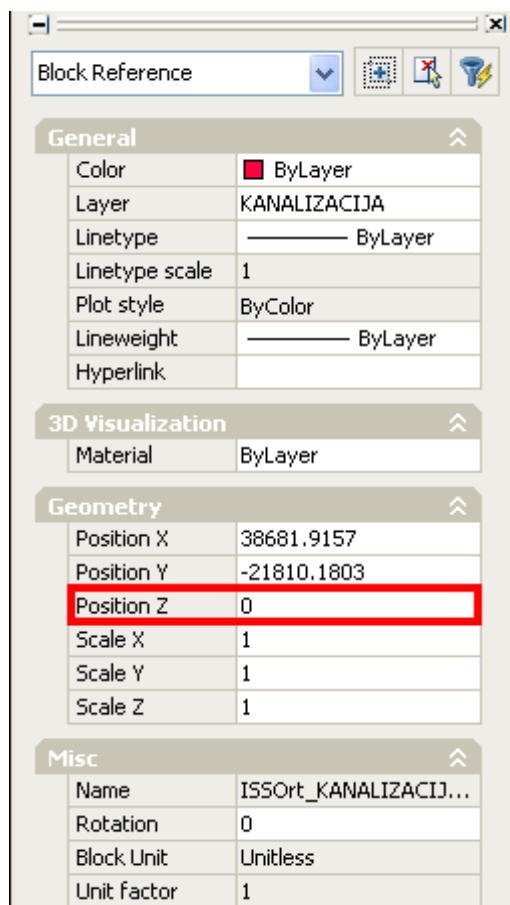 Block Reference
General
Color ByLayer
Layer KANALIZACIJA
Linetype ByLayer
Linetype scale 1
Plot style ByColor
Lineweight ByLayer
Hyperlink
3D Visualization
Material ByLayer
Geometry
Position X 38681.9157
Position Y -21810.1803
Position Z 0
Scale X 1
Scale Y 1
Scale Z 1
Misc
Name ISSOrt_KANALIZACIJ...
Rotation 0
Block Unit Unitless
Unit factor 1